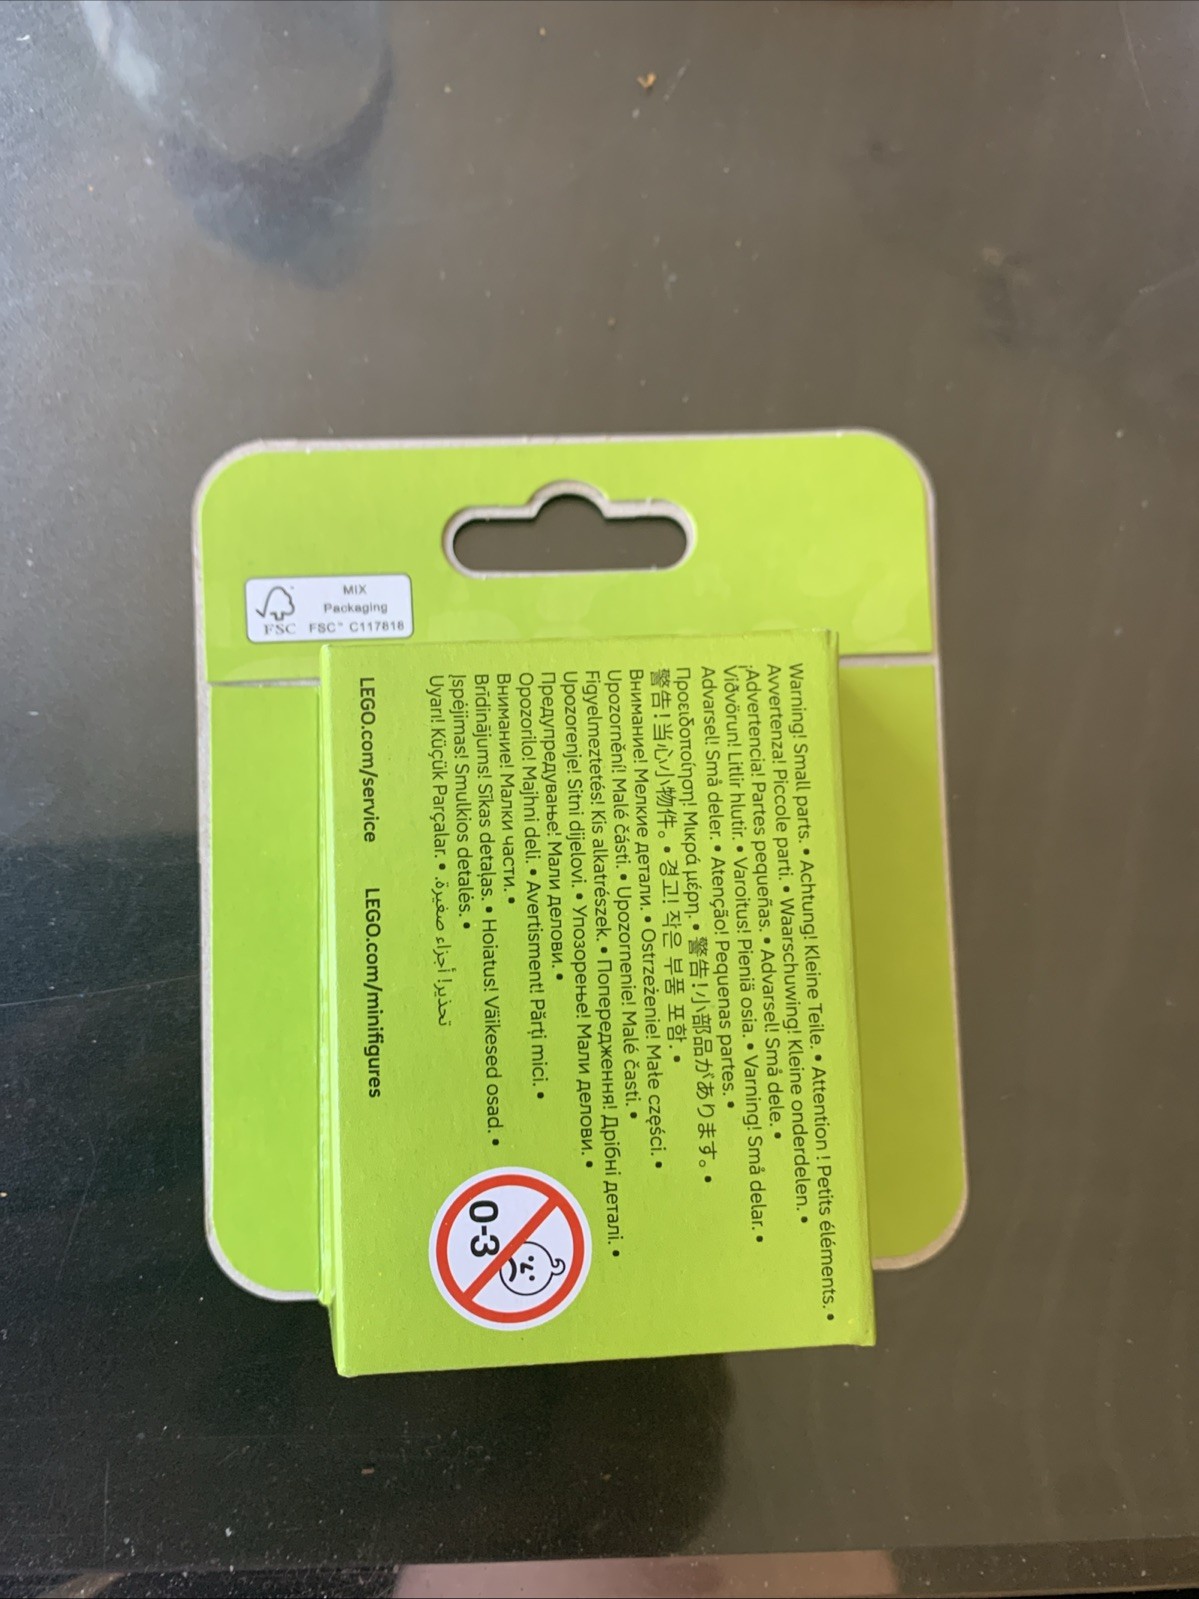 MIX
Packaging
FSC FSC™ C117818
Warning! Small parts. • Achtung! Kleine Teile. • Attention ! Petits éléments. •
Avvertenza! Piccole parti. • Waarschuwing! Kleine onderdelen. •
¡Advertencia! Partes pequeñas. • Advarsel! Små dele. •
Viðvörun! Litlir hlutir. • Varoitus! Pieniä osia. • Varning! Små delar. •
Advarsel! Små deler. • Atenção! Pequenas partes. •
Προειδοποίηση! Μικρά μέρη. • 警告!小部品があります。 •
警告!当心小物件。 • 경고! 작은 부품 포함. •
Внимание! Мелкие детали. • Ostrzeżenie! Małe części. •
Upozornění! Malé části. • Upozornenie! Malé časti. •
Figyelmeztetés! Kis alkatrészek. • Попередження! Дрібні деталі. •
Upozorenje! Sitni dijelovi. • Упозорење! Мали делови. •
Предупредување! Мали делови. •
Opozorilo! Majhni deli. • Avertisment! Părți mici. •
Внимание! Малки части. •
Brīdinājums! Sīkas detaļas. • Hoiatus! Väikesed osad. •
Įspėjimas! Smulkios detalės. •
Uyarı! Küçük Parçalar. • تحذير! أجزاء صغيرة.
0-3
LEGO.com/service LEGO.com/minifigures